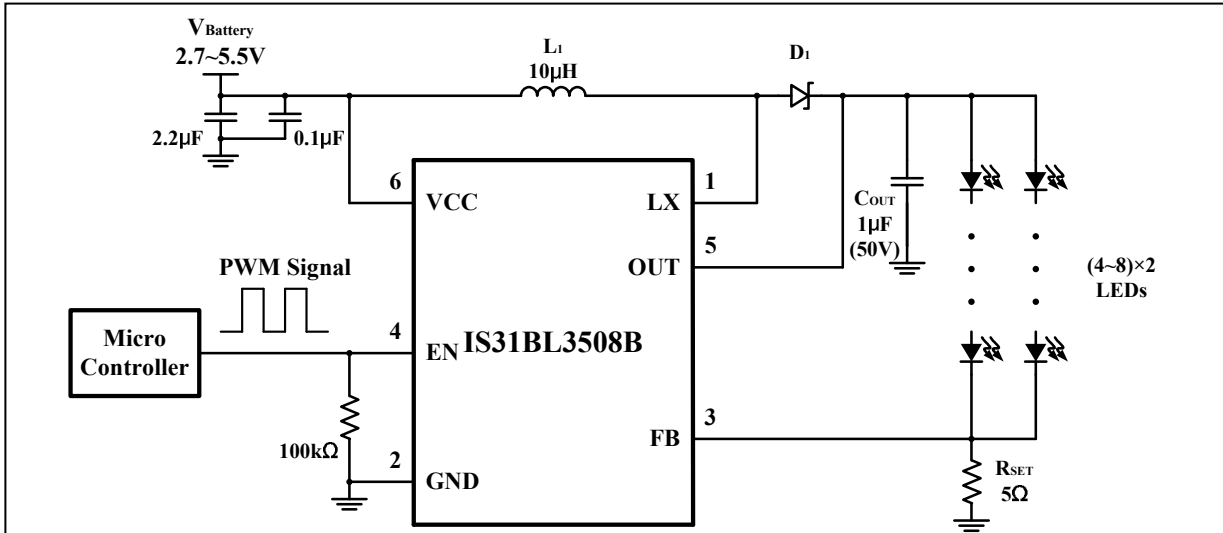 VBattery
2.7~5.5V
L1
10µH
D1
2.2µF
0.1µF
6
VCC
1
LX
COUT
1µF
(50V)
5
OUT
(4~8)×2
LEDs
PWM Signal
Micro
Controller
4
EN
IS31BL3508B
3
FB
100kΩ
2
GND
RSET
5Ω